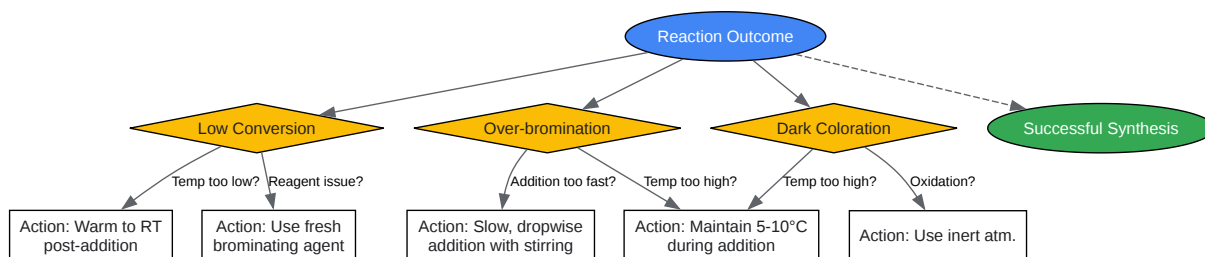 Reaction Outcome
Low Conversion
Over-bromination
Dark Coloration
Successful Synthesis
Temp too low?
Reagent issue?
Addition too fast?
Temp too high?
Temp too high?
Oxidation?
Action: Warm to RT
post-addition
Action: Use fresh
brominating agent
Action: Slow, dropwise
addition with stirring
Action: Maintain 5-10°C
during addition
Action: Use inert atm.